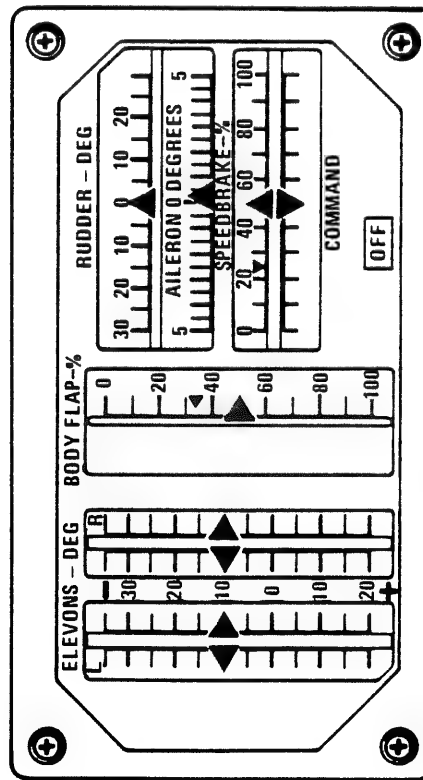 ELEVONS - DEG
L
R
-
30
20
10
0
10
20
+
BODY FLAP-%
0
20
40
60
80
100
RUDDER - DEG
30 20 10 0 10 20
5 AILERON 0 DEGREES 5
SPEEDBRAKE-%
0 20 40 60 80 100
COMMAND
OFF